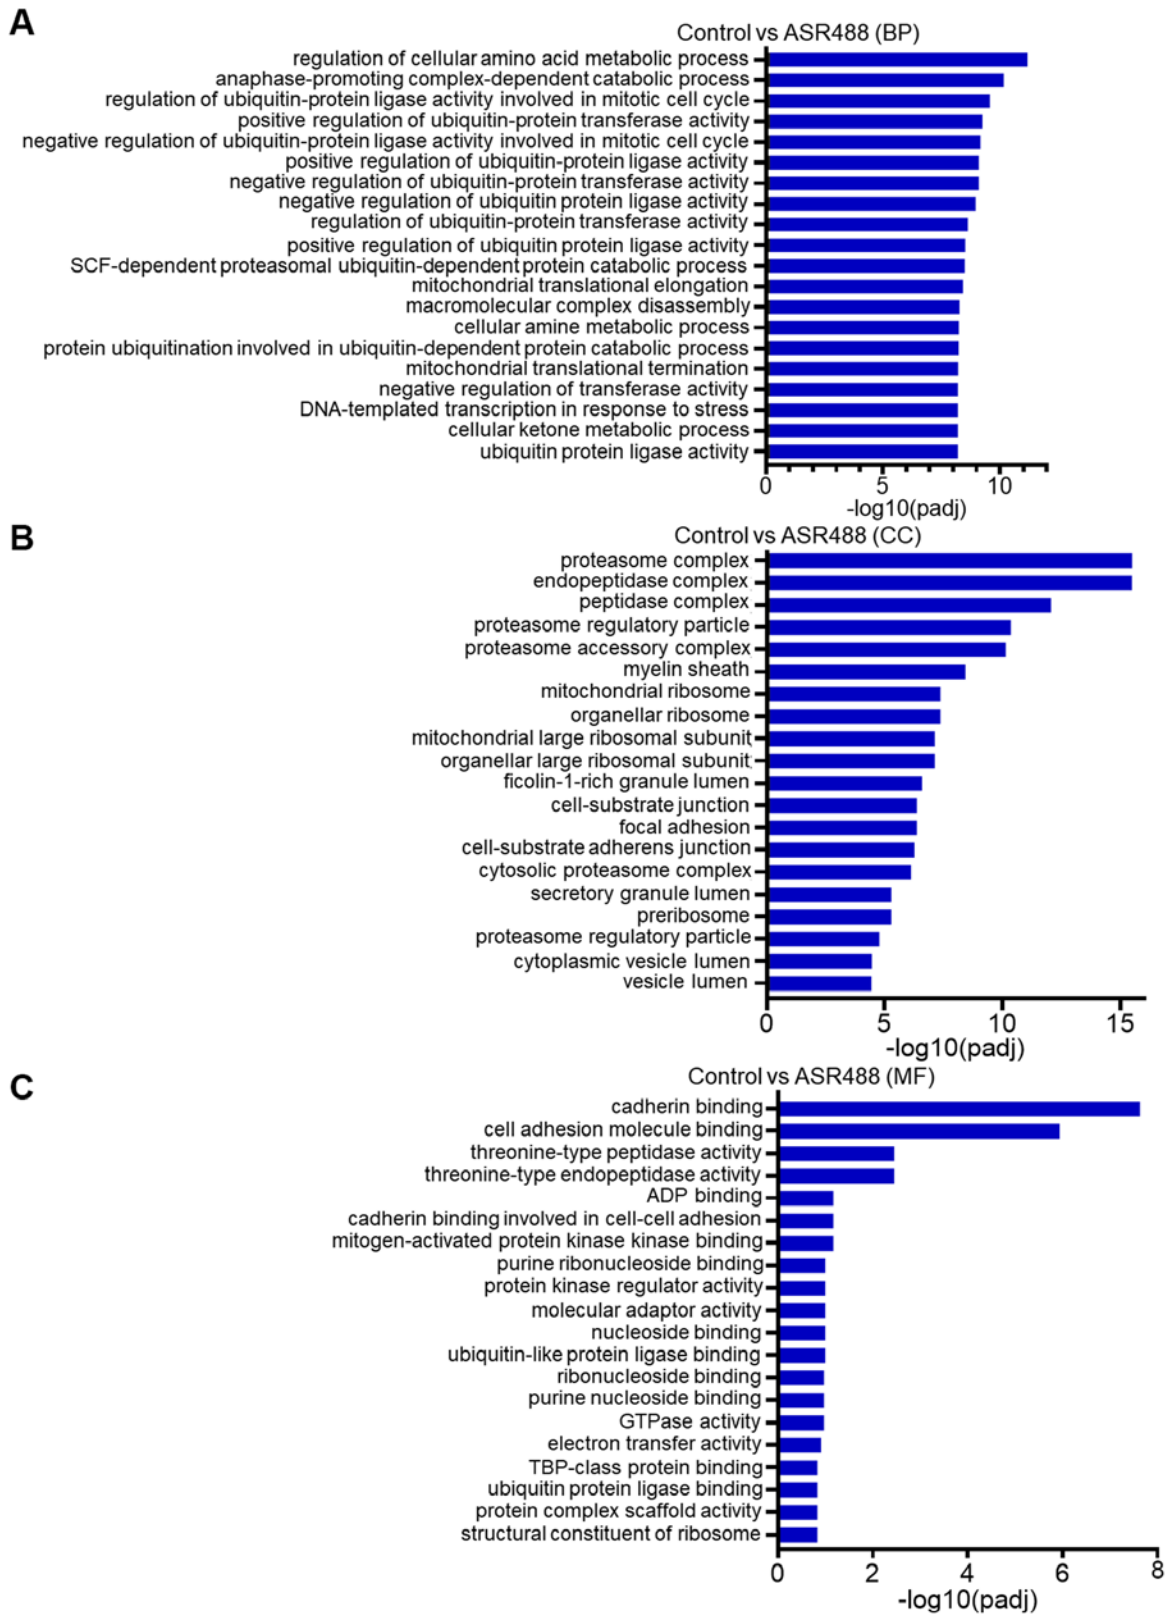 A
Control vs ASR488 (BP)
regulation of cellular amino acid metabolic process
anaphase-promoting complex-dependent catabolic process
regulation of ubiquitin-protein ligase activity involved in mitotic cell cycle
positive regulation of ubiquitin-protein transferase activity
negative regulation of ubiquitin-protein ligase activity involved in mitotic cell cycle
positive regulation of ubiquitin-protein ligase activity
negative regulation of ubiquitin-protein transferase activity
negative regulation of ubiquitin protein ligase activity
regulation of ubiquitin-protein transferase activity
positive regulation of ubiquitin protein ligase activity
SCF-dependent proteasomal ubiquitin-dependent protein catabolic process
mitochondrial translational elongation
macromolecular complex disassembly
cellular amine metabolic process
protein ubiquitination involved in ubiquitin-dependent protein catabolic process
mitochondrial translational termination
negative regulation of transferase activity
DNA-templated transcription in response to stress
cellular ketone metabolic process
ubiquitin protein ligase activity
0 5 10
-log10(padj)
B
Control vs ASR488 (CC)
proteasome complex
endopeptidase complex
peptidase complex
proteasome regulatory particle
proteasome accessory complex
myelin sheath
mitochondrial ribosome
organellar ribosome
mitochondrial large ribosomal subunit
organellar large ribosomal subunit
ficolin-1-rich granule lumen
cell-substrate junction
focal adhesion
cell-substrate adherens junction
cytosolic proteasome complex
secretory granule lumen
preribosome
proteasome regulatory particle
cytoplasmic vesicle lumen
vesicle lumen
0 5 10 15
-log10(padj)
C
Control vs ASR488 (MF)
cadherin binding
cell adhesion molecule binding
threonine-type peptidase activity
threonine-type endopeptidase activity
ADP binding
cadherin binding involved in cell-cell adhesion
mitogen-activated protein kinase kinase binding
purine ribonucleoside binding
protein kinase regulator activity
molecular adaptor activity
nucleoside binding
ubiquitin-like protein ligase binding
ribonucleoside binding
purine nucleoside binding
GTPase activity
electron transfer activity
TBP-class protein binding
ubiquitin protein ligase binding
protein complex scaffold activity
structural constituent of ribosome
0 2 4 6 8
-log10(padj)